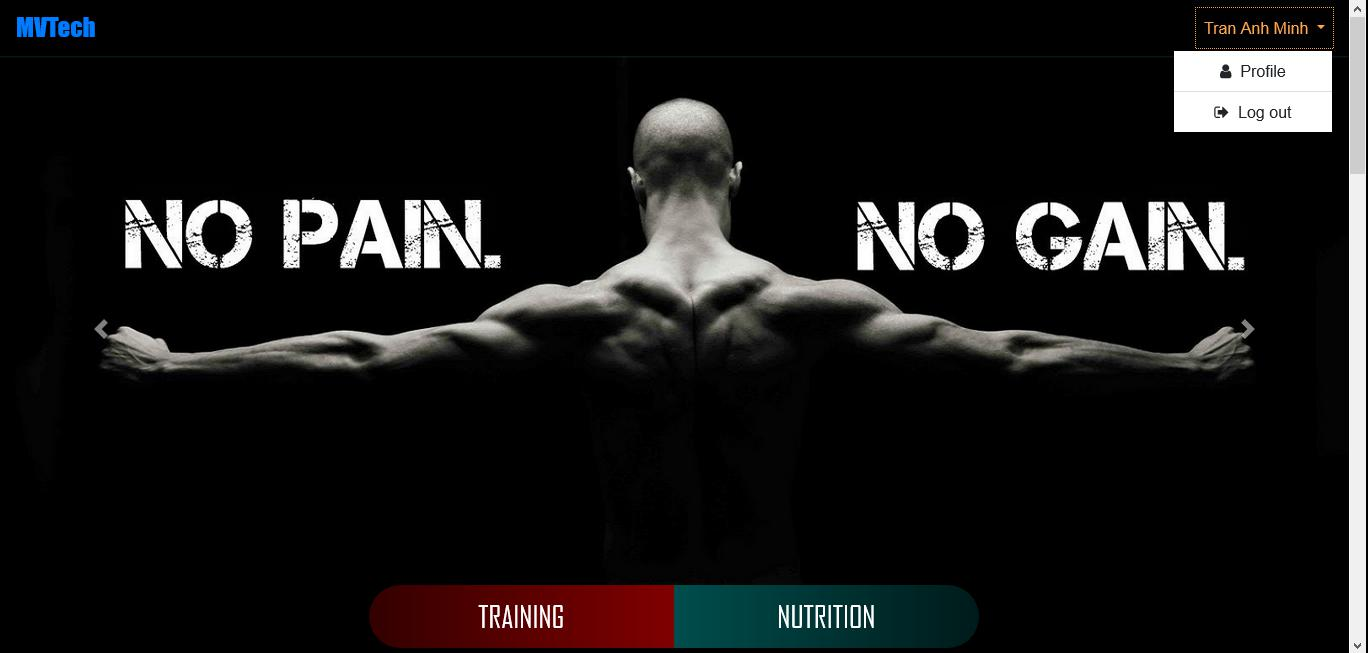 MVTech
Tran Anh Minh
Profile
Log out
NO PAIN.
NO GAIN.
TRAINING
NUTRITION